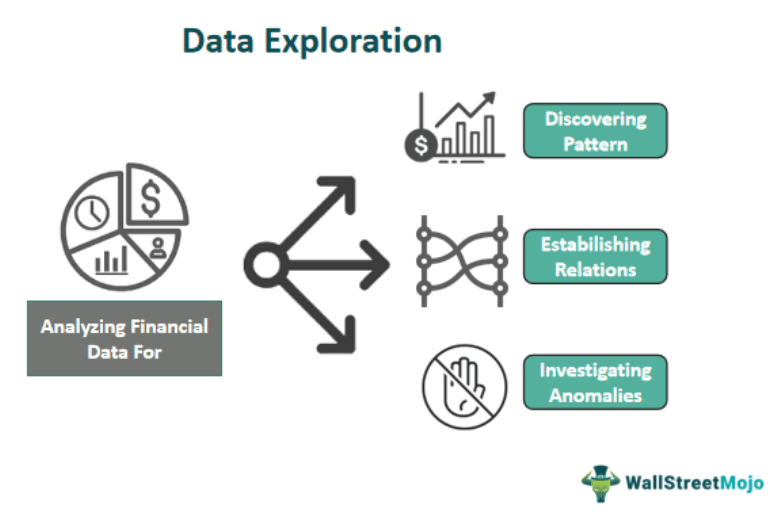 Data Exploration
Discovering
Pattern
Analyzing Financial
Data For
Estabilishing
Relations
Investigating
Anomalies
WallStreetMojo